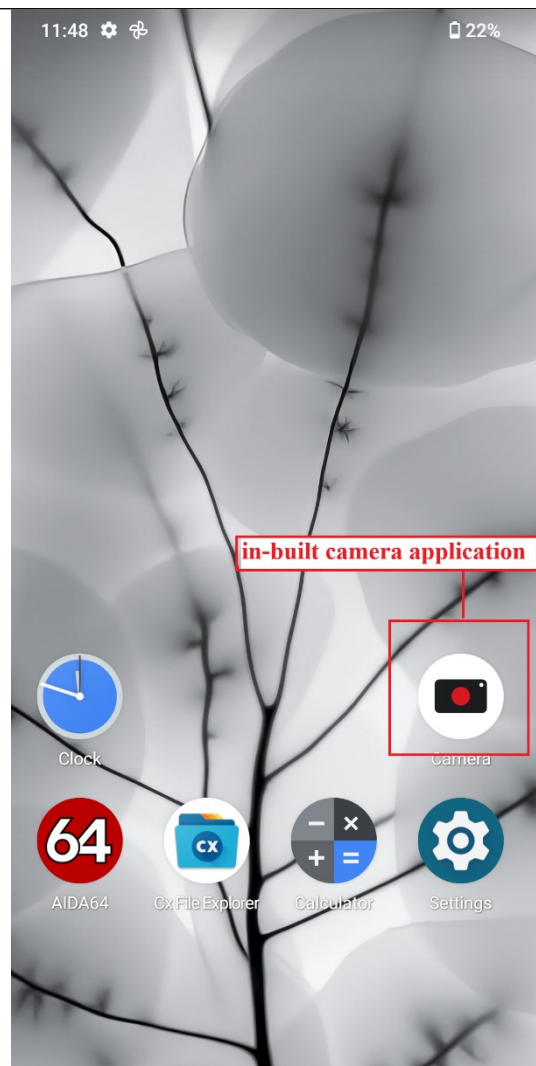 11:48 22%
in-built camera application
Clock
Camera
64
CX
AIDA64
Cx File Explorer
Calculator
Settings